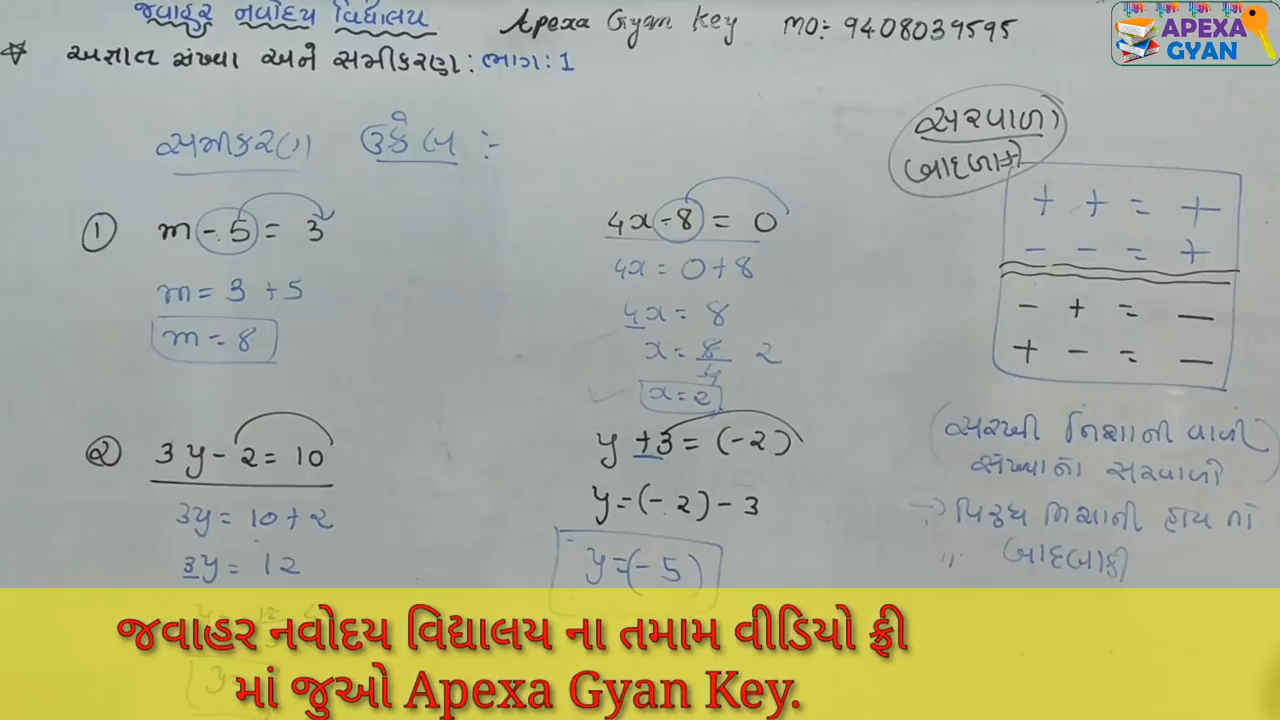 જવાહર નવોદય વિદ્યાલય Apexa Gyan Key MO:- 9408039595
APEXA
GYAN
અજ્ઞાત સંખ્યા અને સમીકરણ : ભાગ : 1
સમીકરણ ઉકેલ :-
સરવાળા
બાદબાકી
① m - 5 = 3
m = 3 + 5
m = 8
4x - 8 = 0
4x = 0 + 8
4x = 8
x = 8/4 2
x = 2
+ + = +
- - = +
- + = -
+ - = -
② 3y - 2 = 10
3y = 10 + 2
3y = 12
y + 3 = (-2)
y = (-2) - 3
y = (-5)
(સરખી નિશાની વાળી
સંખ્યાનો સરવાળો
→ વિરુદ્ધ નિશાની હોય તો
" બાદબાકી
જવાહર નવોદય વિદ્યાલય ના તમામ વીડિયો ફ્રી
માં જુઓ Apexa Gyan Key.